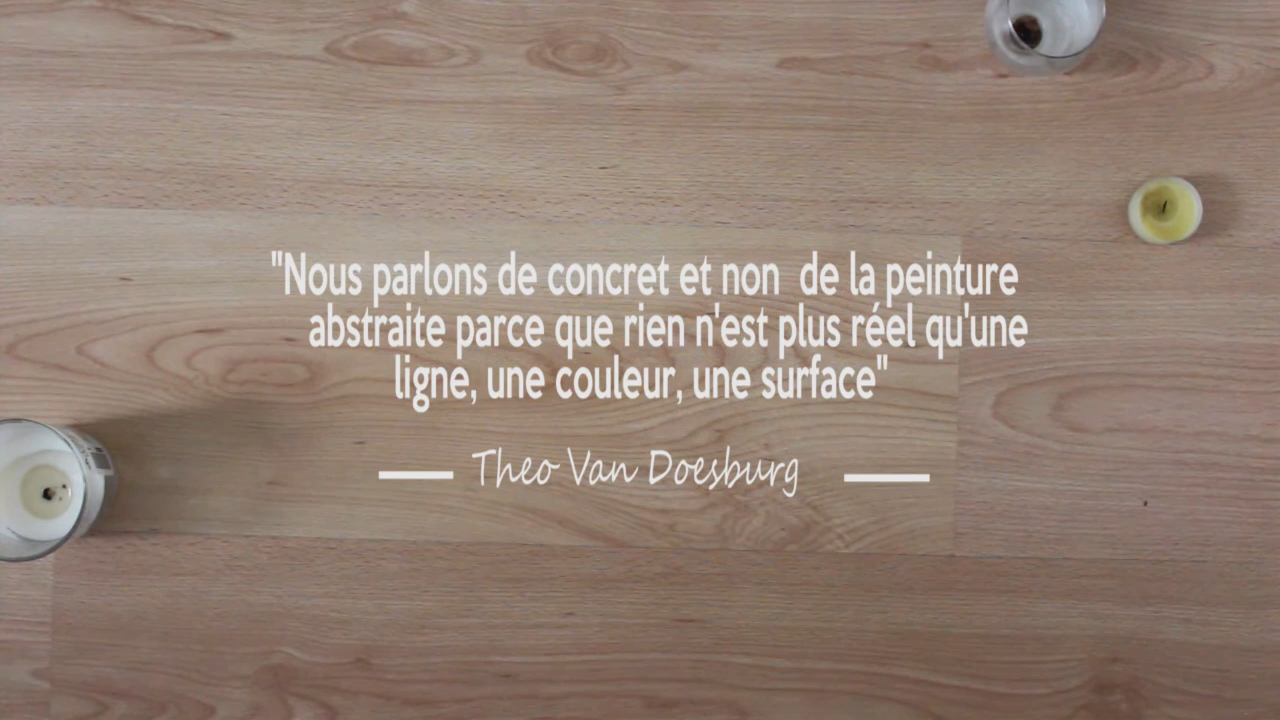 "Nous parlons de concret et non  de la peinture
abstraite parce que rien n'est plus réel qu'une
ligne, une couleur, une surface"
Theo Van Doesburg